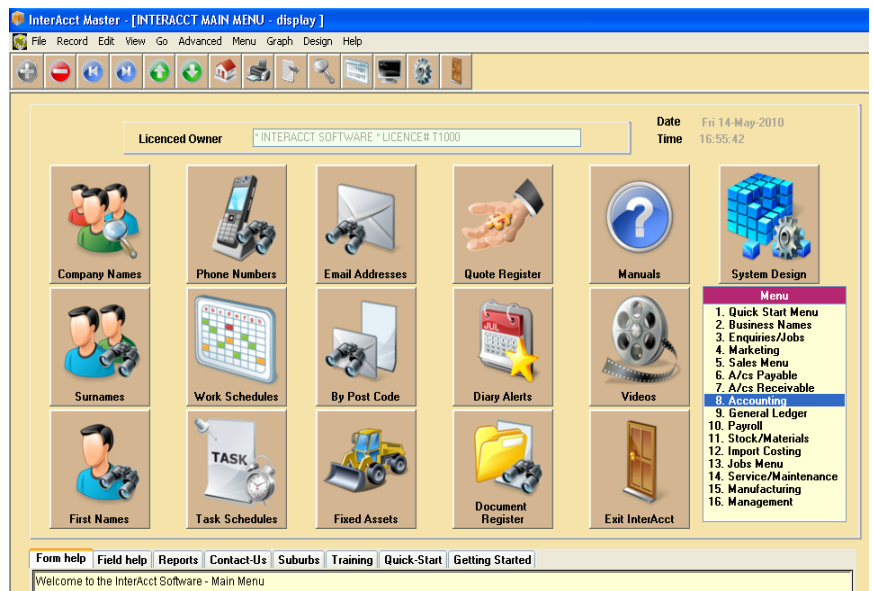 InterAcct Master - [INTERACCT MAIN MENU - display ]
File Record Edit View Go Advanced Menu Graph Design Help
Date Fri 14-May-2010
Licenced Owner * INTERACCT SOFTWARE * LICENCE# T1000
Time 16:55:42
Company Names
Phone Numbers
Email Addresses
Quote Register
Manuals
System Design
Surnames
Work Schedules
By Post Code
JUL
Diary Alerts
Videos
First Names
TASK
Task Schedules
Fixed Assets
Document
Register
Exit InterAcct
Menu
1. Quick Start Menu
2. Business Names
3. Enquiries/Jobs
4. Marketing
5. Sales Menu
6. A/cs Payable
7. A/cs Receivable
8. Accounting
9. General Ledger
10. Payroll
11. Stock/Materials
12. Import Costing
13. Jobs Menu
14. Service/Maintenance
15. Manufacturing
16. Management
Form help Field help Reports Contact-Us Suburbs Training Quick-Start Getting Started
Welcome to the InterAcct Software - Main Menu